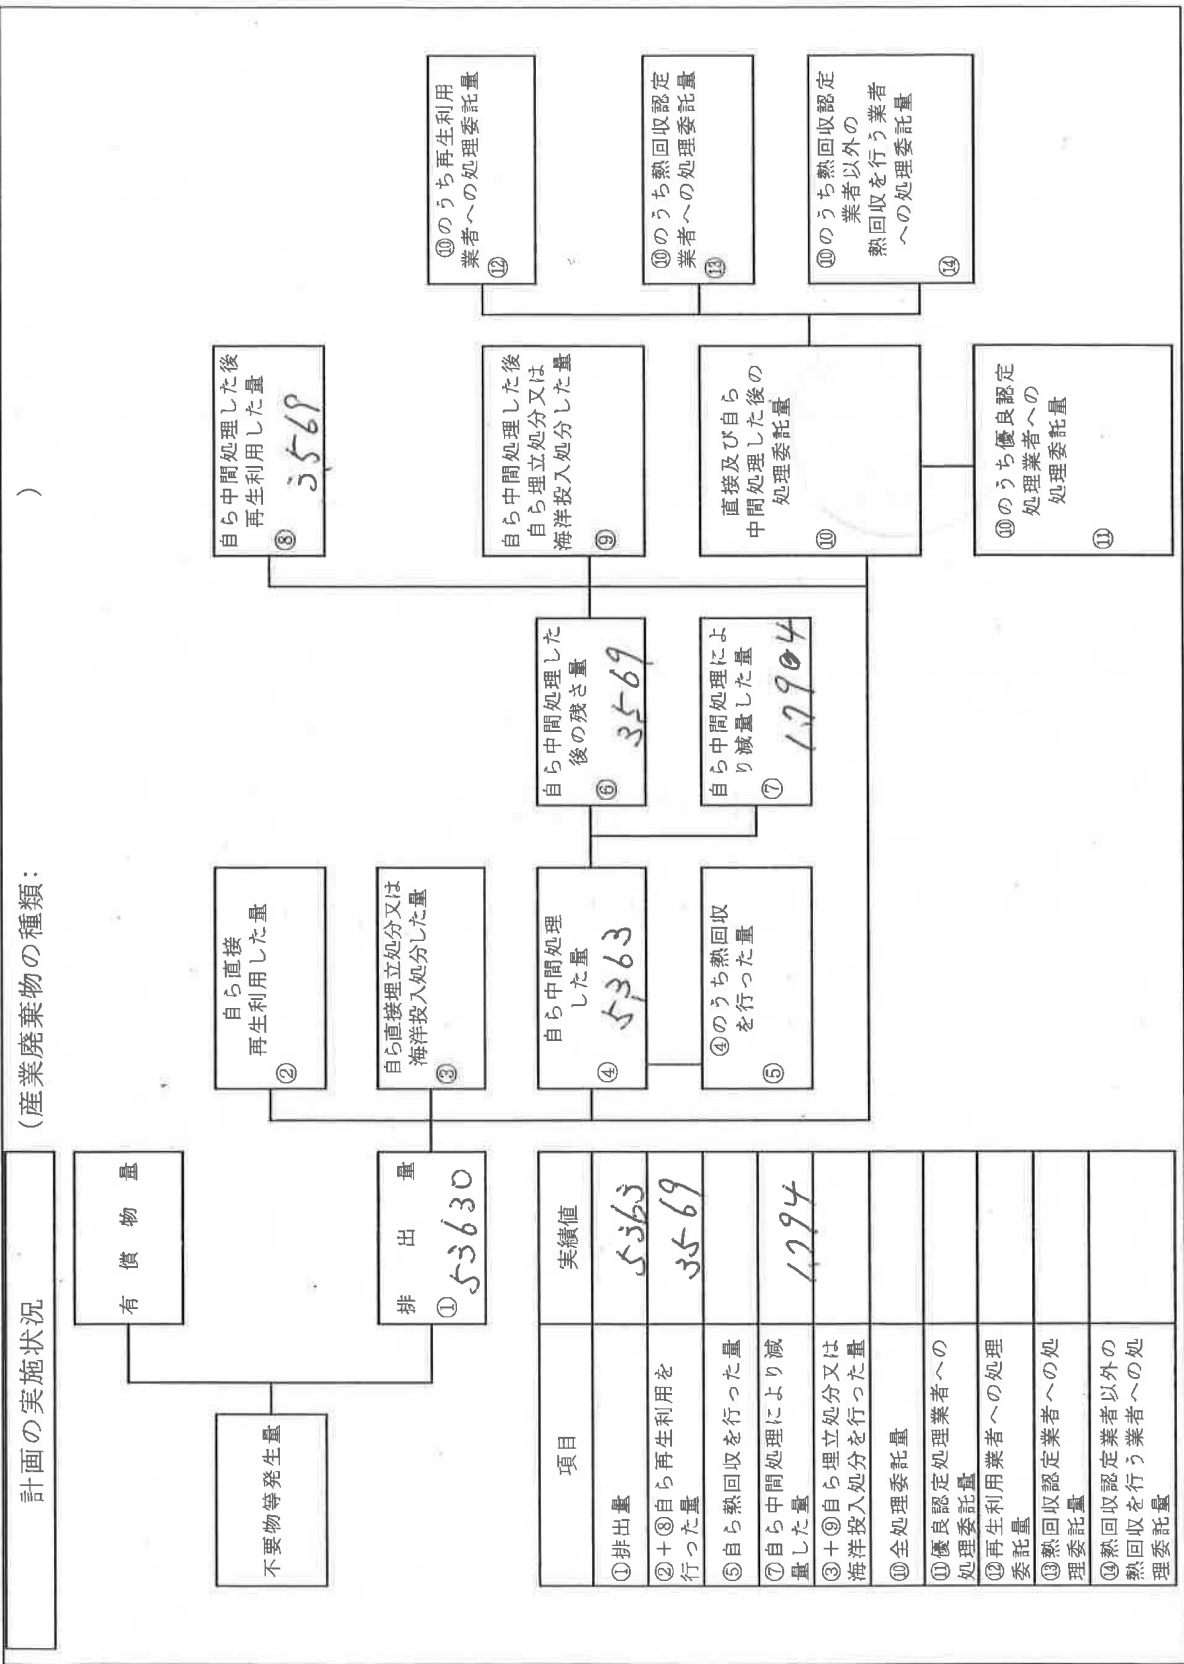 計画の実施状況
(産業廃棄物の種類: )
不要物等発生量
有償物量
排出量
① 53630
自ら直接
再生利用した量
②
自ら直接埋立処分又は
海洋投入処分した量
③
自ら中間処理
した量
④ 5,363
④のうち熱回収
を行った量
⑤
自ら中間処理した
後の残さ量
⑥ 3,569
自ら中間処理によ
り減量した量
⑦
自ら中間処理した後
再生利用した量
⑧ 3,569
自ら中間処理した後
自ら埋立処分又は
海洋投入処分した量
⑨
直接及び自ら
中間処理した後の
処理委託量
⑩
⑩のうち優良認定
処理業者への
処理委託量
⑪
⑩のうち再生利用
業者への処理委託量
⑫
⑩のうち熱回収認定
業者への処理委託量
⑬
⑩のうち熱回収認定
業者以外の
熱回収を行う業者
への処理委託量
⑭
項目 実績値
①排出量 5363
②+⑧自ら再生利用を
行った量 3569
⑤自ら熱回収を行った量
⑦自ら中間処理により減
量した量 1,794
③+⑨自ら埋立処分又は
海洋投入処分を行った量
⑩全処理委託量
⑪優良認定処理業者への
処理委託量
⑫再生利用業者への処理
委託量
⑬熱回収認定業者への処
理委託量
⑭熱回収認定業者以外の
熱回収を行う業者への処
理委託量